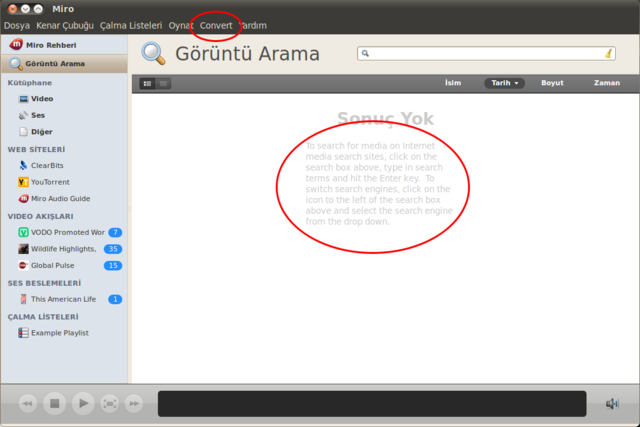 Miro
Dosya Kenar Çubuğu Çalma Listeleri Oynat Convert Yardım
Miro Rehberi
Görüntü Arama
Kütüphane
Video
Ses
Diğer
WEB SİTELERİ
ClearBits
YouTorrent
Miro Audio Guide
VIDEO AKIŞLARI
VODO Promoted Wor 7
Wildlife Highlights, 35
Global Pulse 15
SES BESLEMELERİ
This American Life 1
ÇALMA LİSTELERİ
Example Playlist
Görüntü Arama
İsim Tarih Boyut Zaman
Sonuç Yok
To search for media on Internet
media search sites, click on the
search box above, type in search
terms and hit the Enter key. To
switch search engines, click on the
icon to the left of the search box
above and select the search engine
from the drop down.